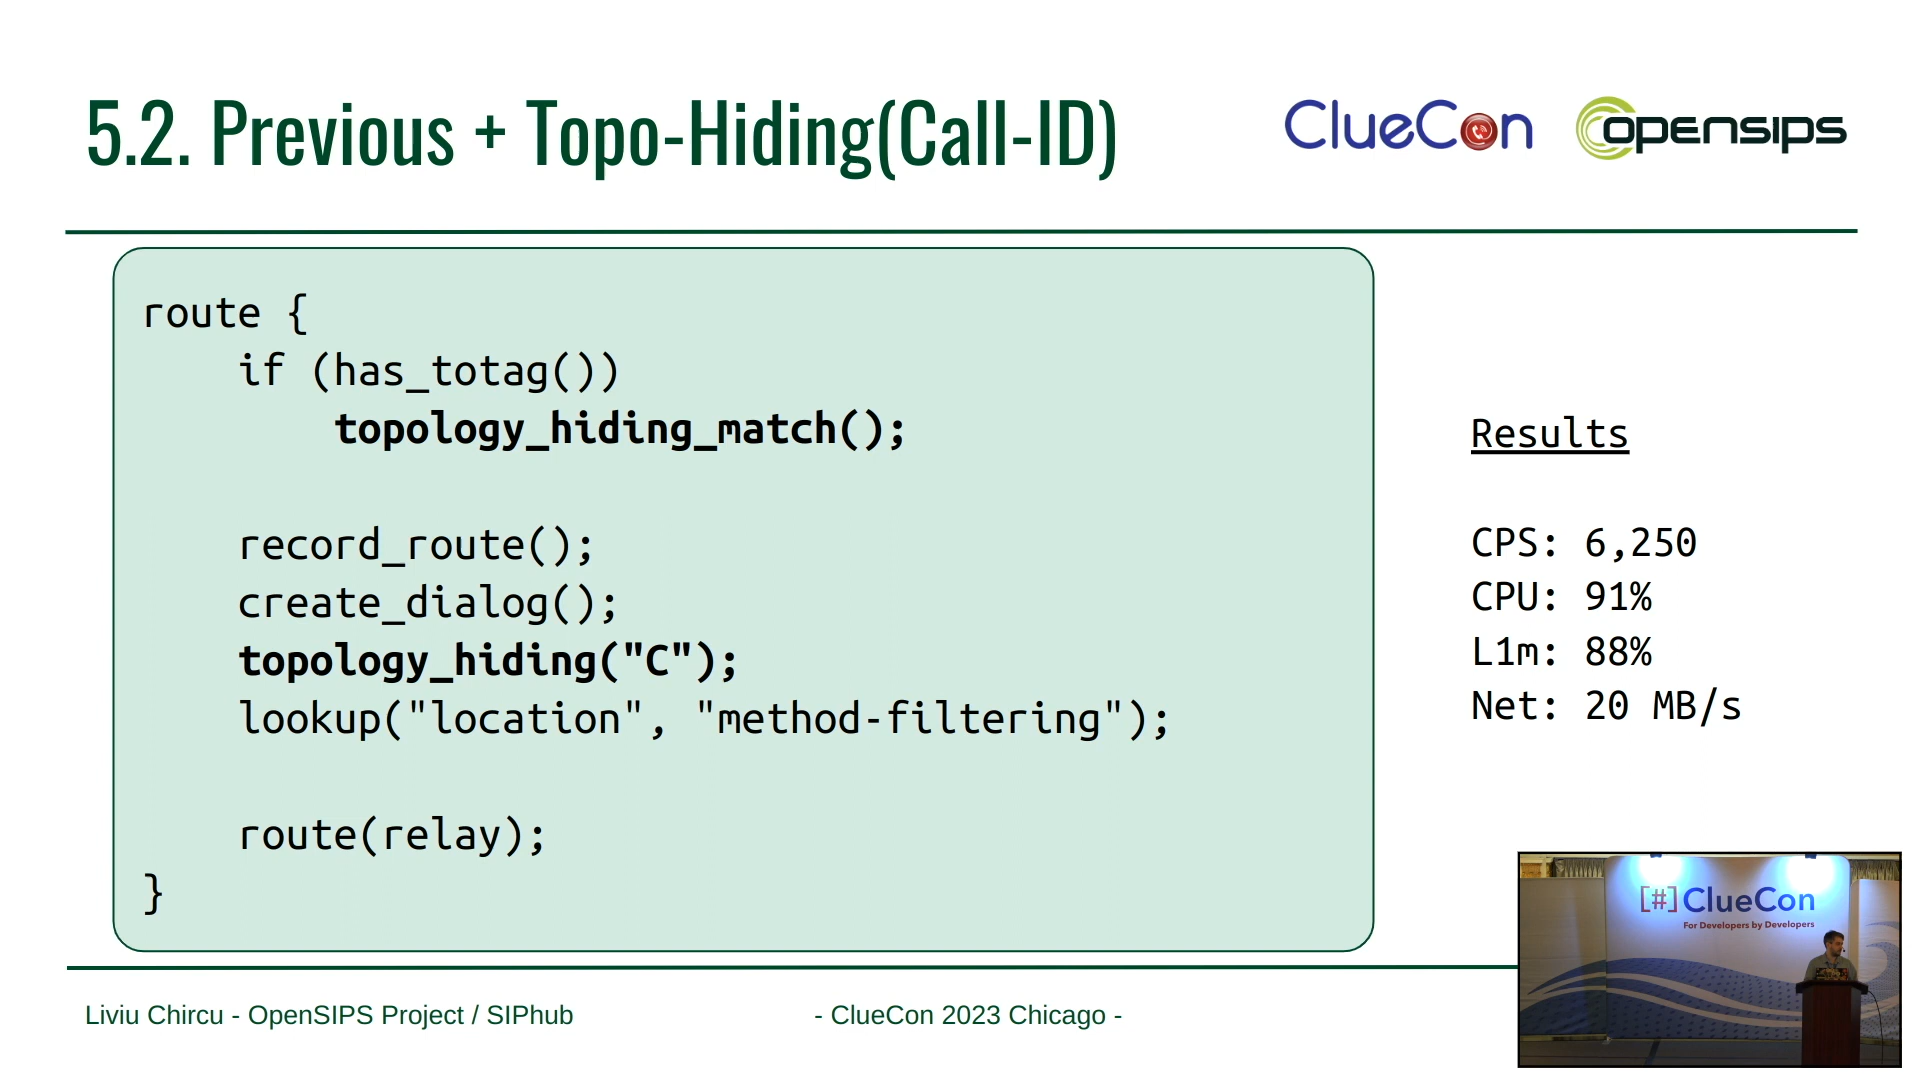 5.2. Previous + Topo-Hiding(Call-ID)
ClueCon
opensips
route {
if (has_totag())
topology_hiding_match();
record_route();
create_dialog();
topology_hiding("C");
lookup("location", "method-filtering");
route(relay);
}
Results
CPS: 6,250
CPU: 91%
L1m: 88%
Net: 20 MB/s
[#] ClueCon
For Developers by Developers
Liviu Chircu - OpenSIPS Project / SIPhub
- ClueCon 2023 Chicago -